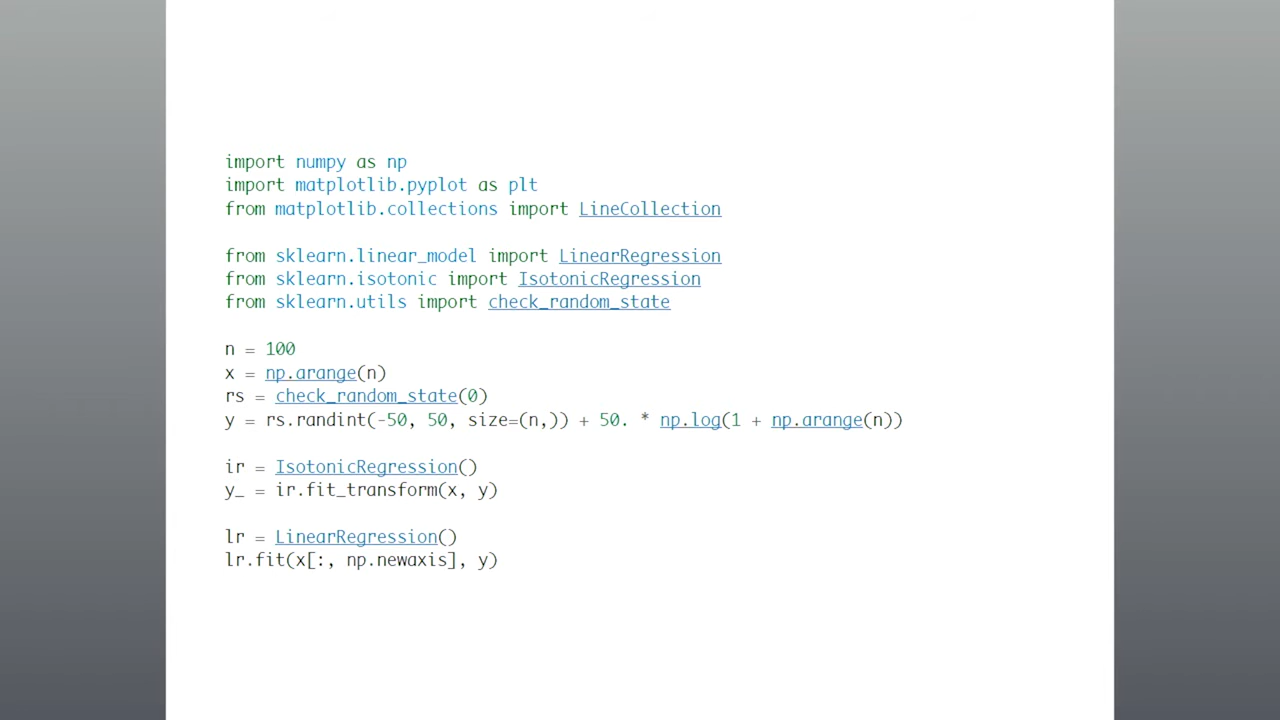 import numpy as np
import matplotlib.pyplot as plt
from matplotlib.collections import LineCollection
from sklearn.linear_model import LinearRegression
from sklearn.isotonic import IsotonicRegression
from sklearn.utils import check_random_state
n = 100
x = np.arange(n)
rs = check_random_state(0)
y = rs.randint(-50, 50, size=(n,)) + 50. * np.log(1 + np.arange(n))
ir = IsotonicRegression()
y_ = ir.fit_transform(x, y)
lr = LinearRegression()
lr.fit(x[:, np.newaxis], y)